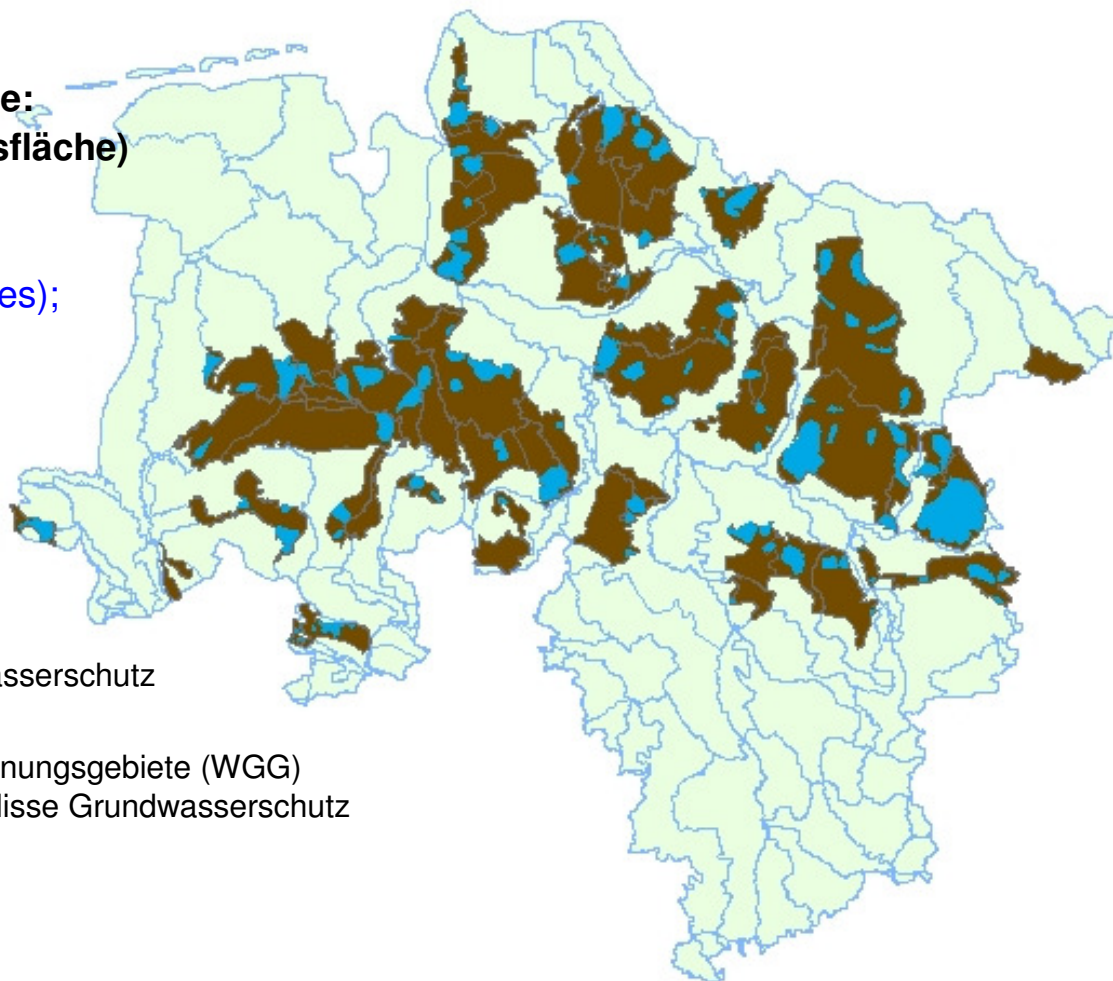 e:
sfläche)
es);
asserschutz
nungsgebiete (WGG)
lisse Grundwasserschutz